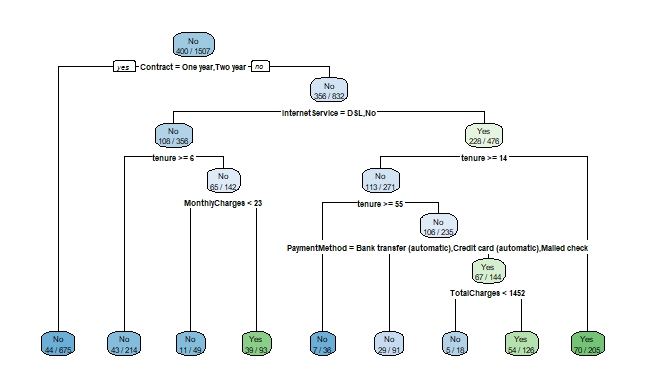 No
400 / 1507
yes Contract = One year,Two year no
No
356 / 832
InternetService = DSL,No
No
108 / 356
Yes
228 / 476
tenure >= 6
tenure >= 14
No
65 / 142
No
113 / 271
MonthlyCharges < 23
tenure >= 55
No
106 / 235
PaymentMethod = Bank transfer (automatic),Credit card (automatic),Mailed check
Yes
67 / 144
TotalCharges < 1452
No
44 / 675
No
43 / 214
No
11 / 49
Yes
39 / 93
No
7 / 36
No
29 / 91
No
5 / 18
Yes
54 / 126
Yes
70 / 205